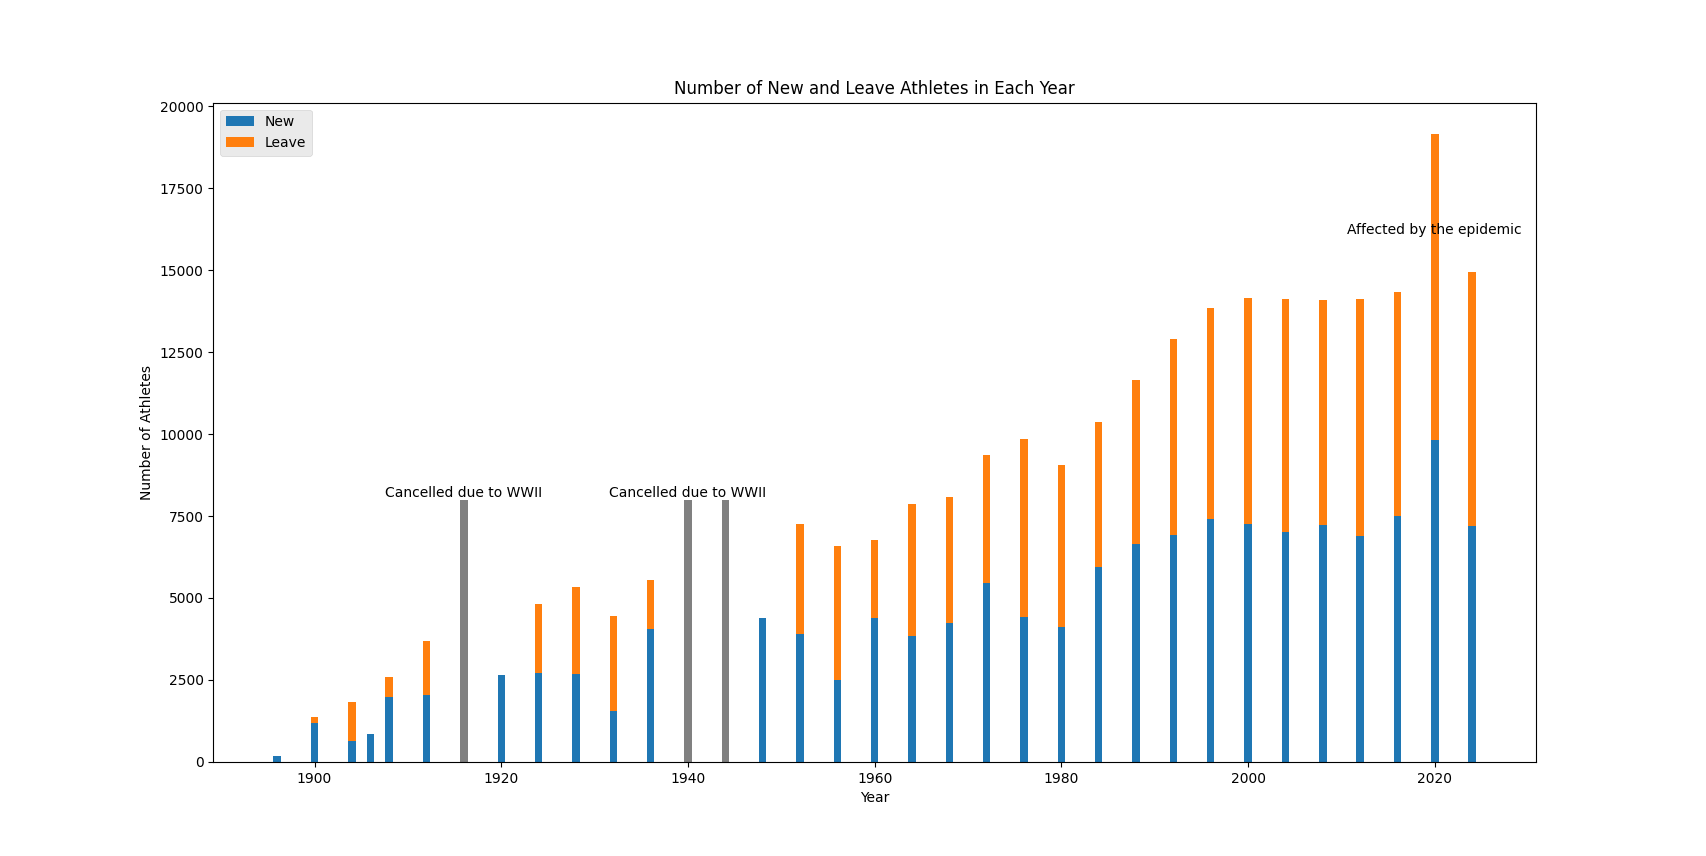 Number of New and Leave Athletes in Each Year
20000
17500
15000
12500
10000
7500
5000
2500
0
Number of Athletes
New
Leave
Affected by the epidemic
Cancelled due to WWII
Cancelled due to WWII
1900
1920
1940
1960
1980
2000
2020
Year